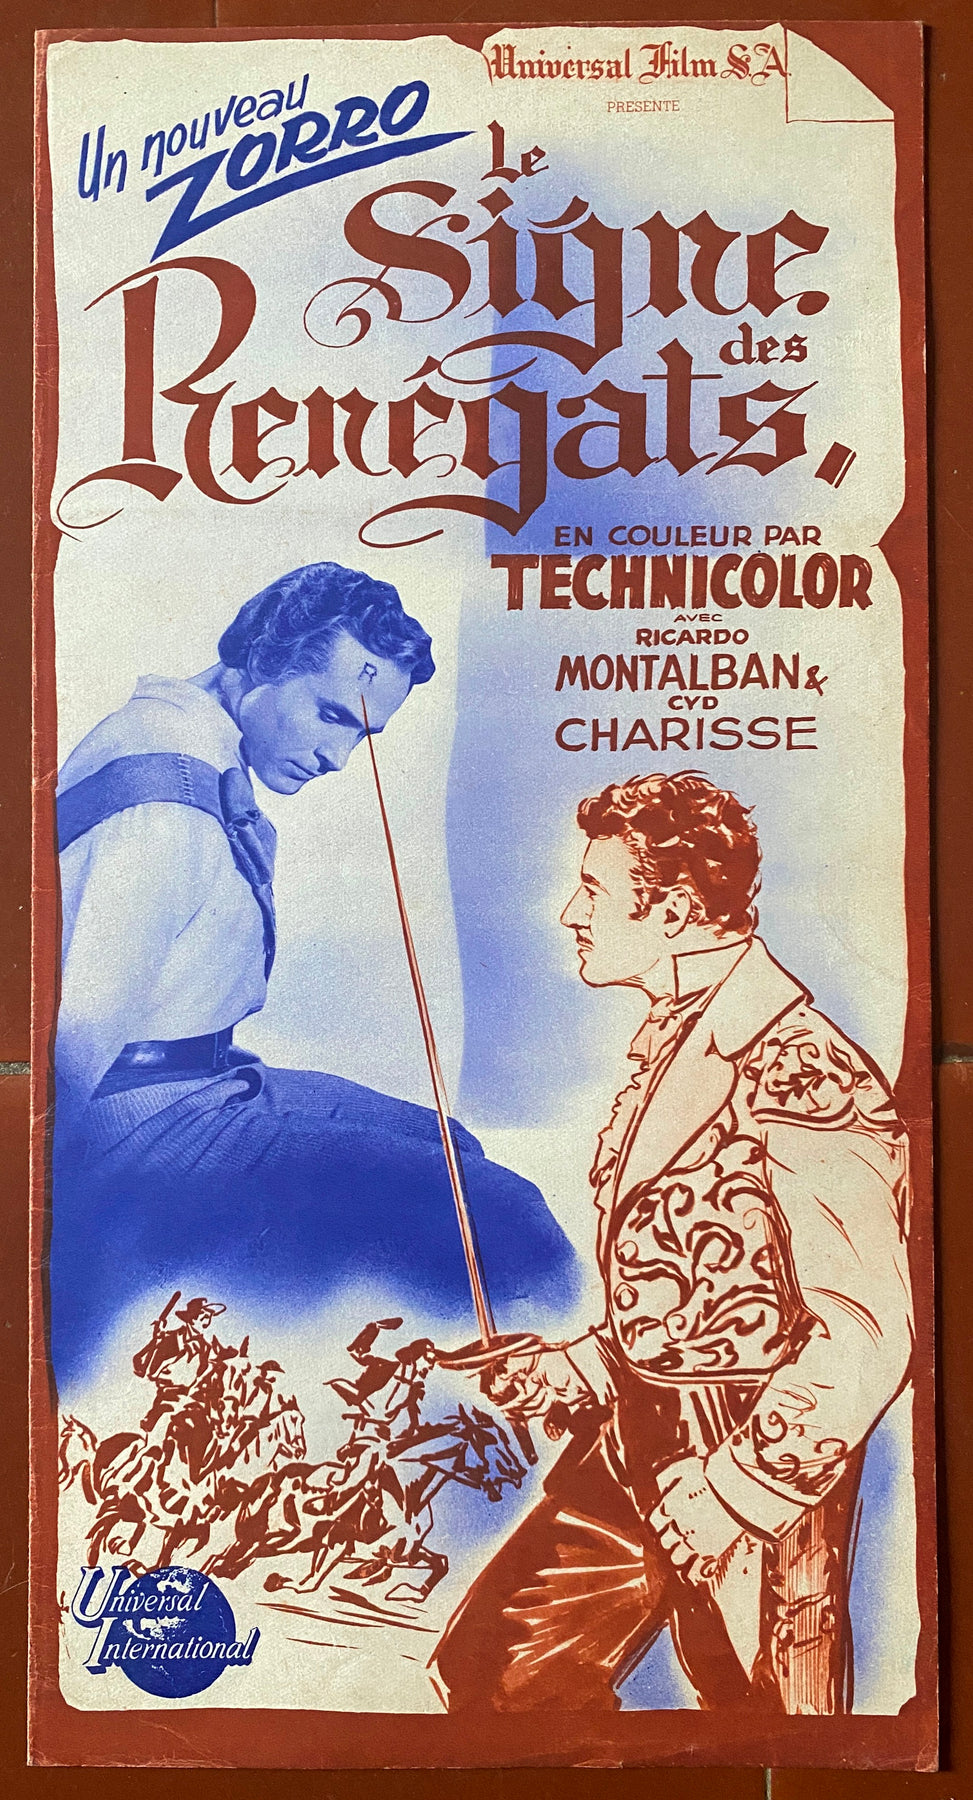 Universal Film S.A.
PRESENTE
Un nouveau
ZORRO
Le
Signe
des
Renégats
EN COULEUR PAR
TECHNICOLOR
AVEC
RICARDO
MONTALBAN &
CYD
CHARISSE
R
Universal
International